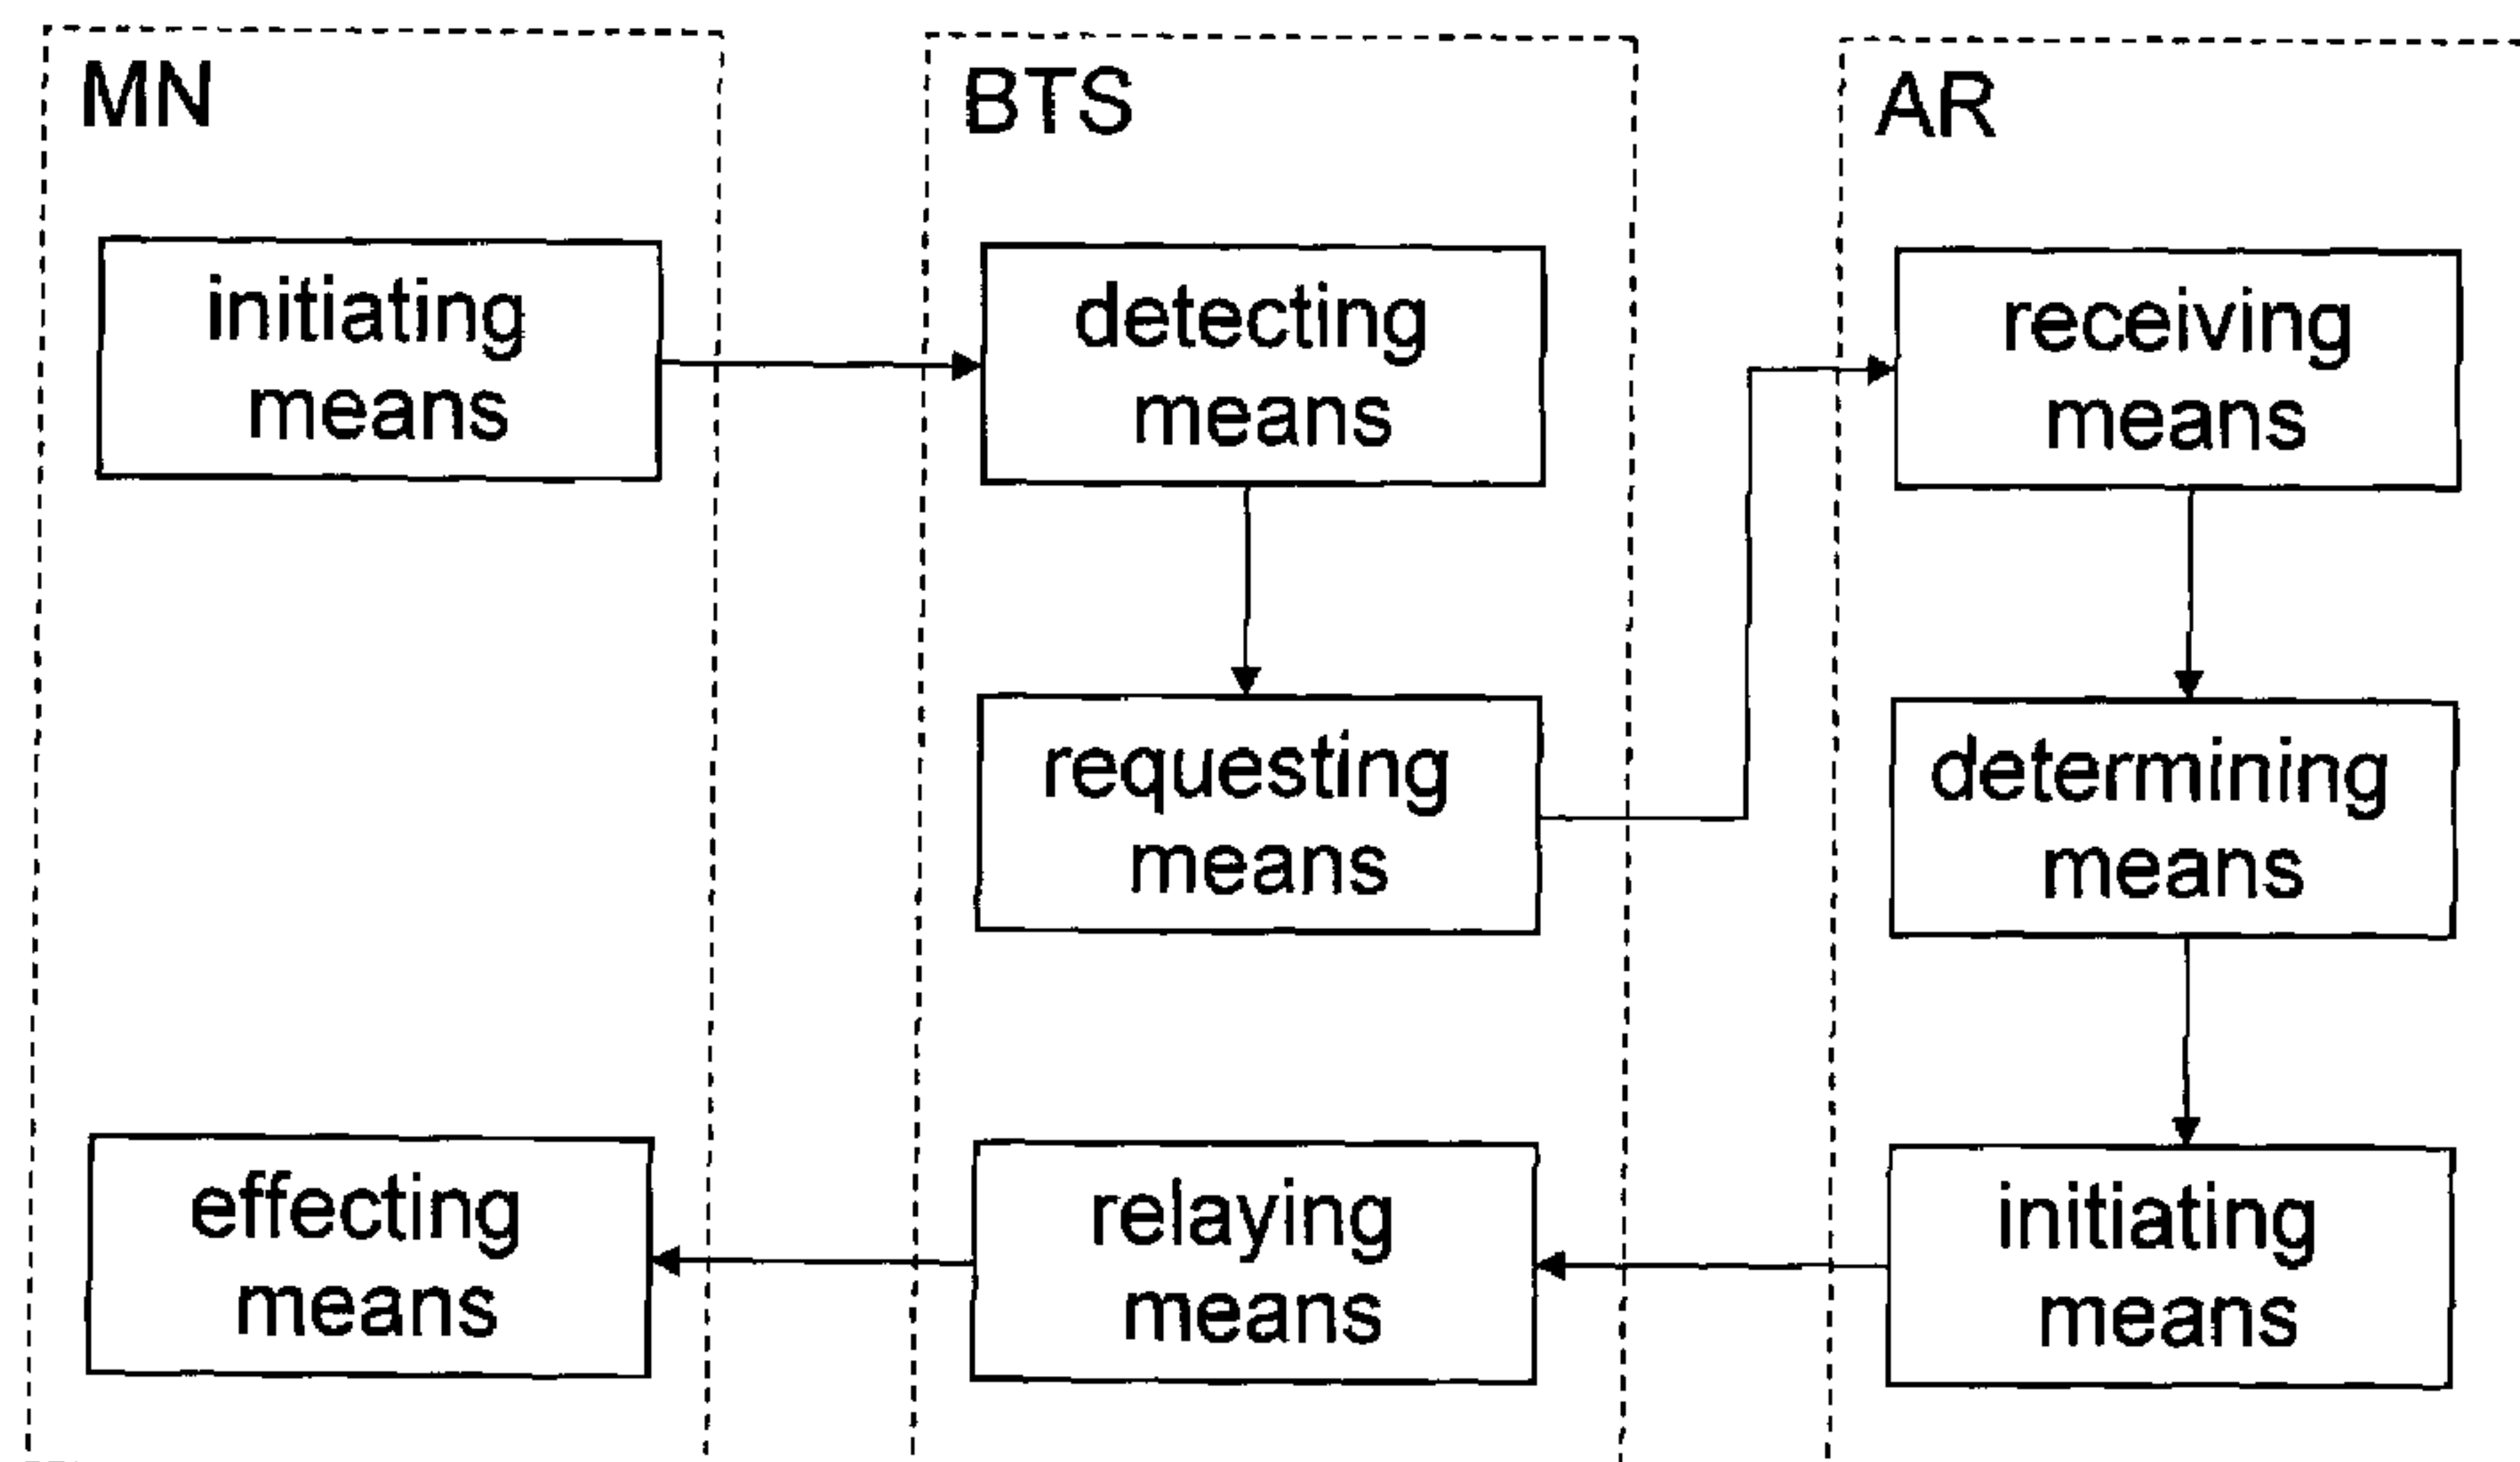 MN
initiating
means
effecting
means
BTS
detecting
means
requesting
means
relaying
means
AR
receiving
means
determining
means
initiating
means